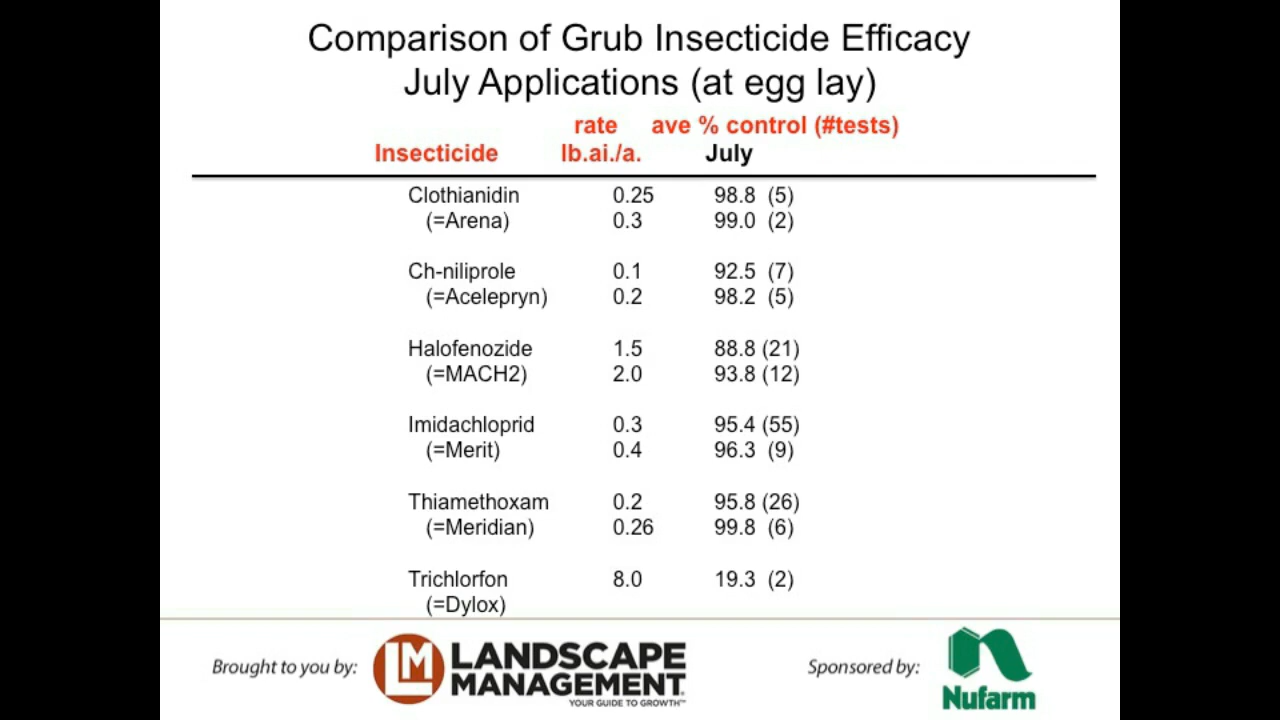 Comparison of Grub Insecticide Efficacy
July Applications (at egg lay)
rate ave % control (#tests)
Insecticide lb.ai./a. July
Clothianidin 0.25 98.8 (5)
(=Arena) 0.3 99.0 (2)
Ch-niliprole 0.1 92.5 (7)
(=Acelepryn) 0.2 98.2 (5)
Halofenozide 1.5 88.8 (21)
(=MACH2) 2.0 93.8 (12)
Imidachloprid 0.3 95.4 (55)
(=Merit) 0.4 96.3 (9)
Thiamethoxam 0.2 95.8 (26)
(=Meridian) 0.26 99.8 (6)
Trichlorfon 8.0 19.3 (2)
(=Dylox)
Brought to you by: LM LANDSCAPE
MANAGEMENT
YOUR GUIDE TO GROWTH™
Sponsored by: Nufarm